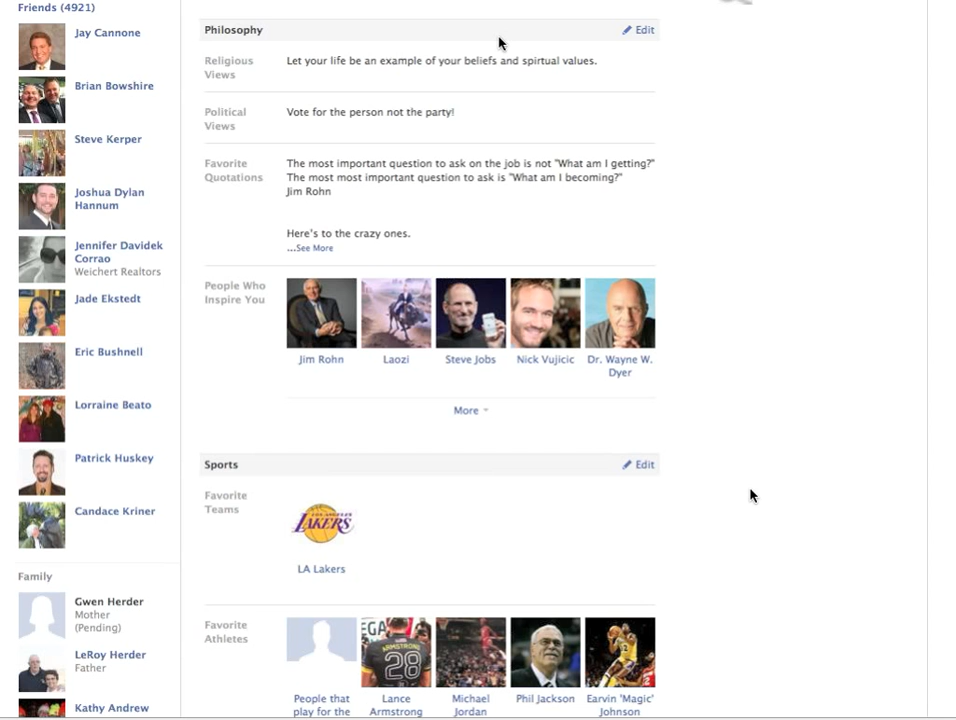 Friends (4921)
Jay Cannone
Brian Bowshire
Steve Kerper
Joshua Dylan
Hannum
Jennifer Davidek
Corrao
Weichert Realtors
Jade Ekstedt
Eric Bushnell
Lorraine Beato
Patrick Huskey
Candace Kriner
Family
Gwen Herder
Mother
(Pending)
LeRoy Herder
Father
Kathy Andrew
Philosophy
Edit
Religious
Views
Let your life be an example of your beliefs and spirtual values.
Political
Views
Vote for the person not the party!
Favorite
Quotations
The most important question to ask on the job is not "What am I getting?"
The most most important question to ask is "What am I becoming?"
Jim Rohn
Here's to the crazy ones.
...See More
People Who
Inspire You
Jim Rohn
Laozi
Steve Jobs
Nick Vujicic
Dr. Wayne W.
Dyer
More
Sports
Edit
Favorite
Teams
LOS ANGELES
LAKERS
LA Lakers
Favorite
Athletes
ARMSTRONG
28
People that
play for the
Lance
Armstrong
Michael
Jordan
Phil Jackson
Earvin 'Magic'
Johnson